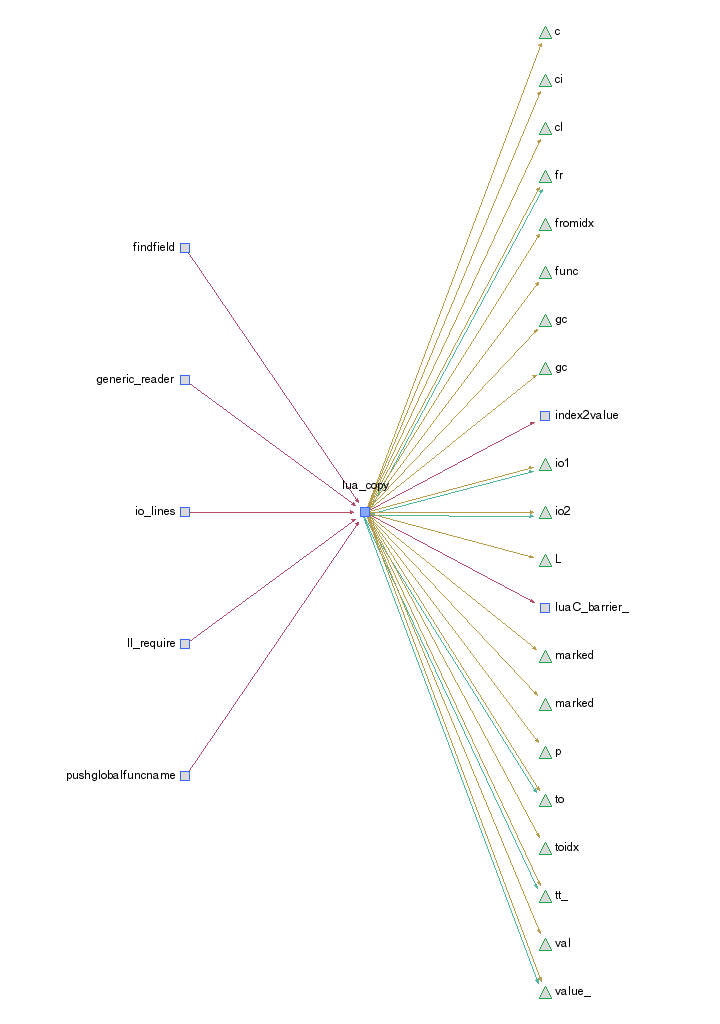 c
ci
cl
fr
fromidx
func
gc
gc
index2value
io1
io2
L
luaC_barrier_
marked
marked
p
to
toidx
tt_
val
value_
lua_copy
findfield
generic_reader
io_lines
ll_require
pushglobalfuncname